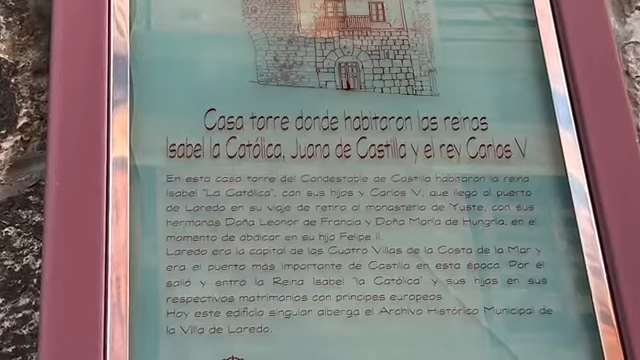 Casa torre donde habitaron las reinas
Isabel la Católica, Juana de Castilla y el rey Carlos V
En esta casa torre del Condestable de Castilla habitaron la reina
Isabel "La Católica", con sus hijos y Carlos V, que llegó al puerto
de Laredo en su viaje de retiro al monasterio de Yuste, con sus
hermanas Doña Leonor de Francia y Doña María de Hungría, en el
momento de abdicar en su hijo Felipe II.
Laredo era la capital de las Cuatro Villas de la Costa de la Mar y
era el puerto más importante de Castilla en esta época. Por él
salió y entró la Reina Isabel "la Católica" y sus hijas en sus
respectivos matrimonios con príncipes europeos.
Hoy este edificio singular alberga el Archivo Histórico Municipal de
la Villa de Laredo.